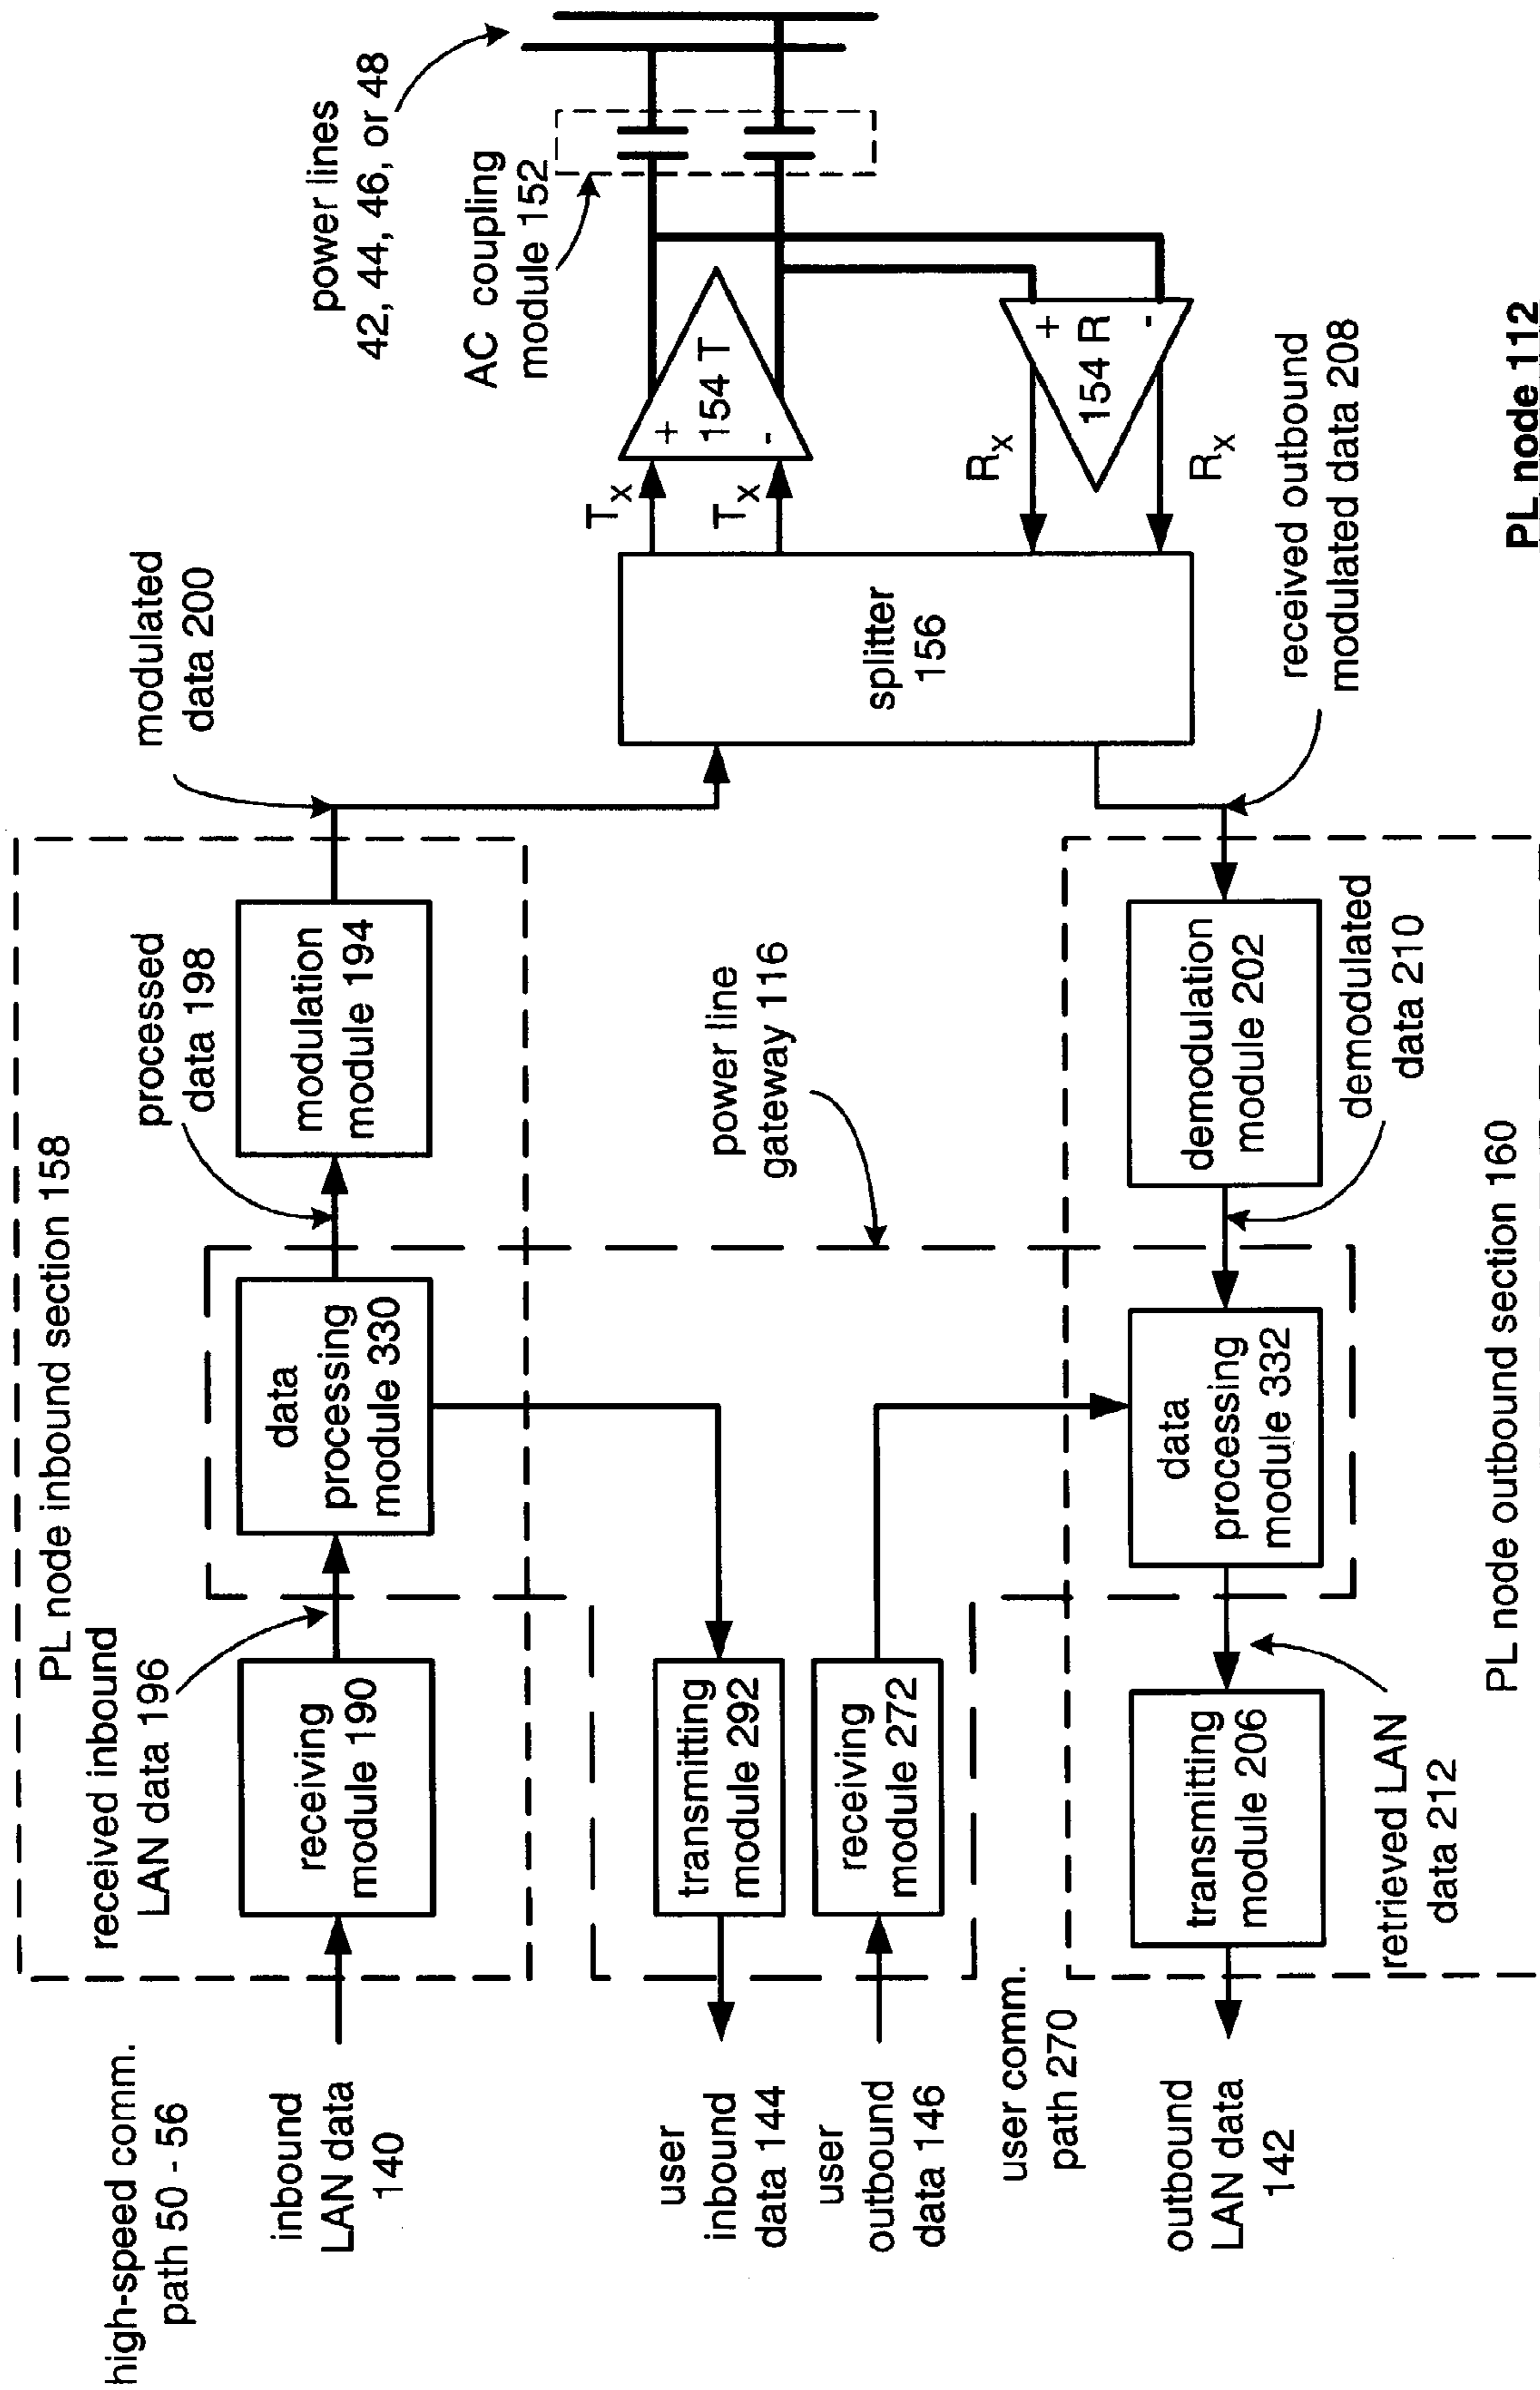 high-speed comm.
path 50 - 56
inbound
LAN data
140
PL node inbound section 158
received inbound
LAN data 196
receiving
module 190
data
processing
module 330
processed
data 198
modulation
module 194
modulated
data 200
user
inbound
data 144
user
outbound
data 146
transmitting
module 292
receiving
module 272
power line
gateway 116
user comm.
path 270
outbound
LAN data
142
transmitting
module 206
retrieved LAN
data 212
data
processing
module 332
demodulation
module 202
demodulated
data 210
PL node outbound section 160
splitter
156
Tx
Tx
+
154 T
-
Rx
Rx
+
154 R
-
AC coupling
module 152
power lines
42, 44, 46, or 48
received outbound
modulated data 208
PL node 112